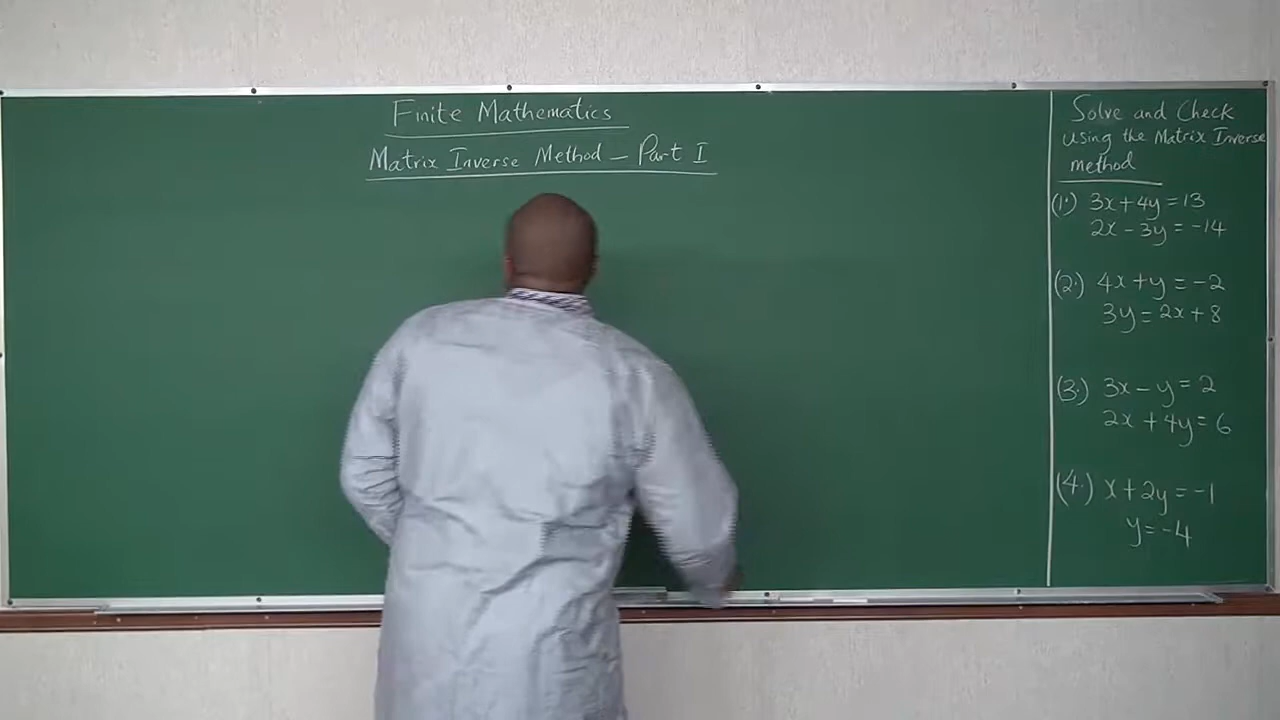 Finite Mathematics
Matrix Inverse Method - Part I
Solve and Check
using the Matrix Inverse
method
(1.) 3x+4y=13
2x-3y=-14
(2.) 4x+y=-2
3y=2x+8
(3.) 3x-y=2
2x+4y=6
(4.) x+2y=-1
y=-4